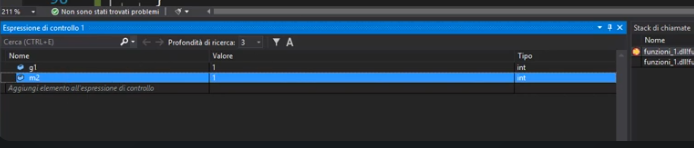 211 % Non sono stati trovati problemi
Espressione di controllo 1
Cerca (CTRL+E) Profondità di ricerca: 3 A
Nome Valore Tipo
g1 1 int
m2 1 int
Aggiungi elemento all'espressione di controllo
Stack di chiamate
Nome
funzioni_1.dll!fu
funzioni_1.dll!fu